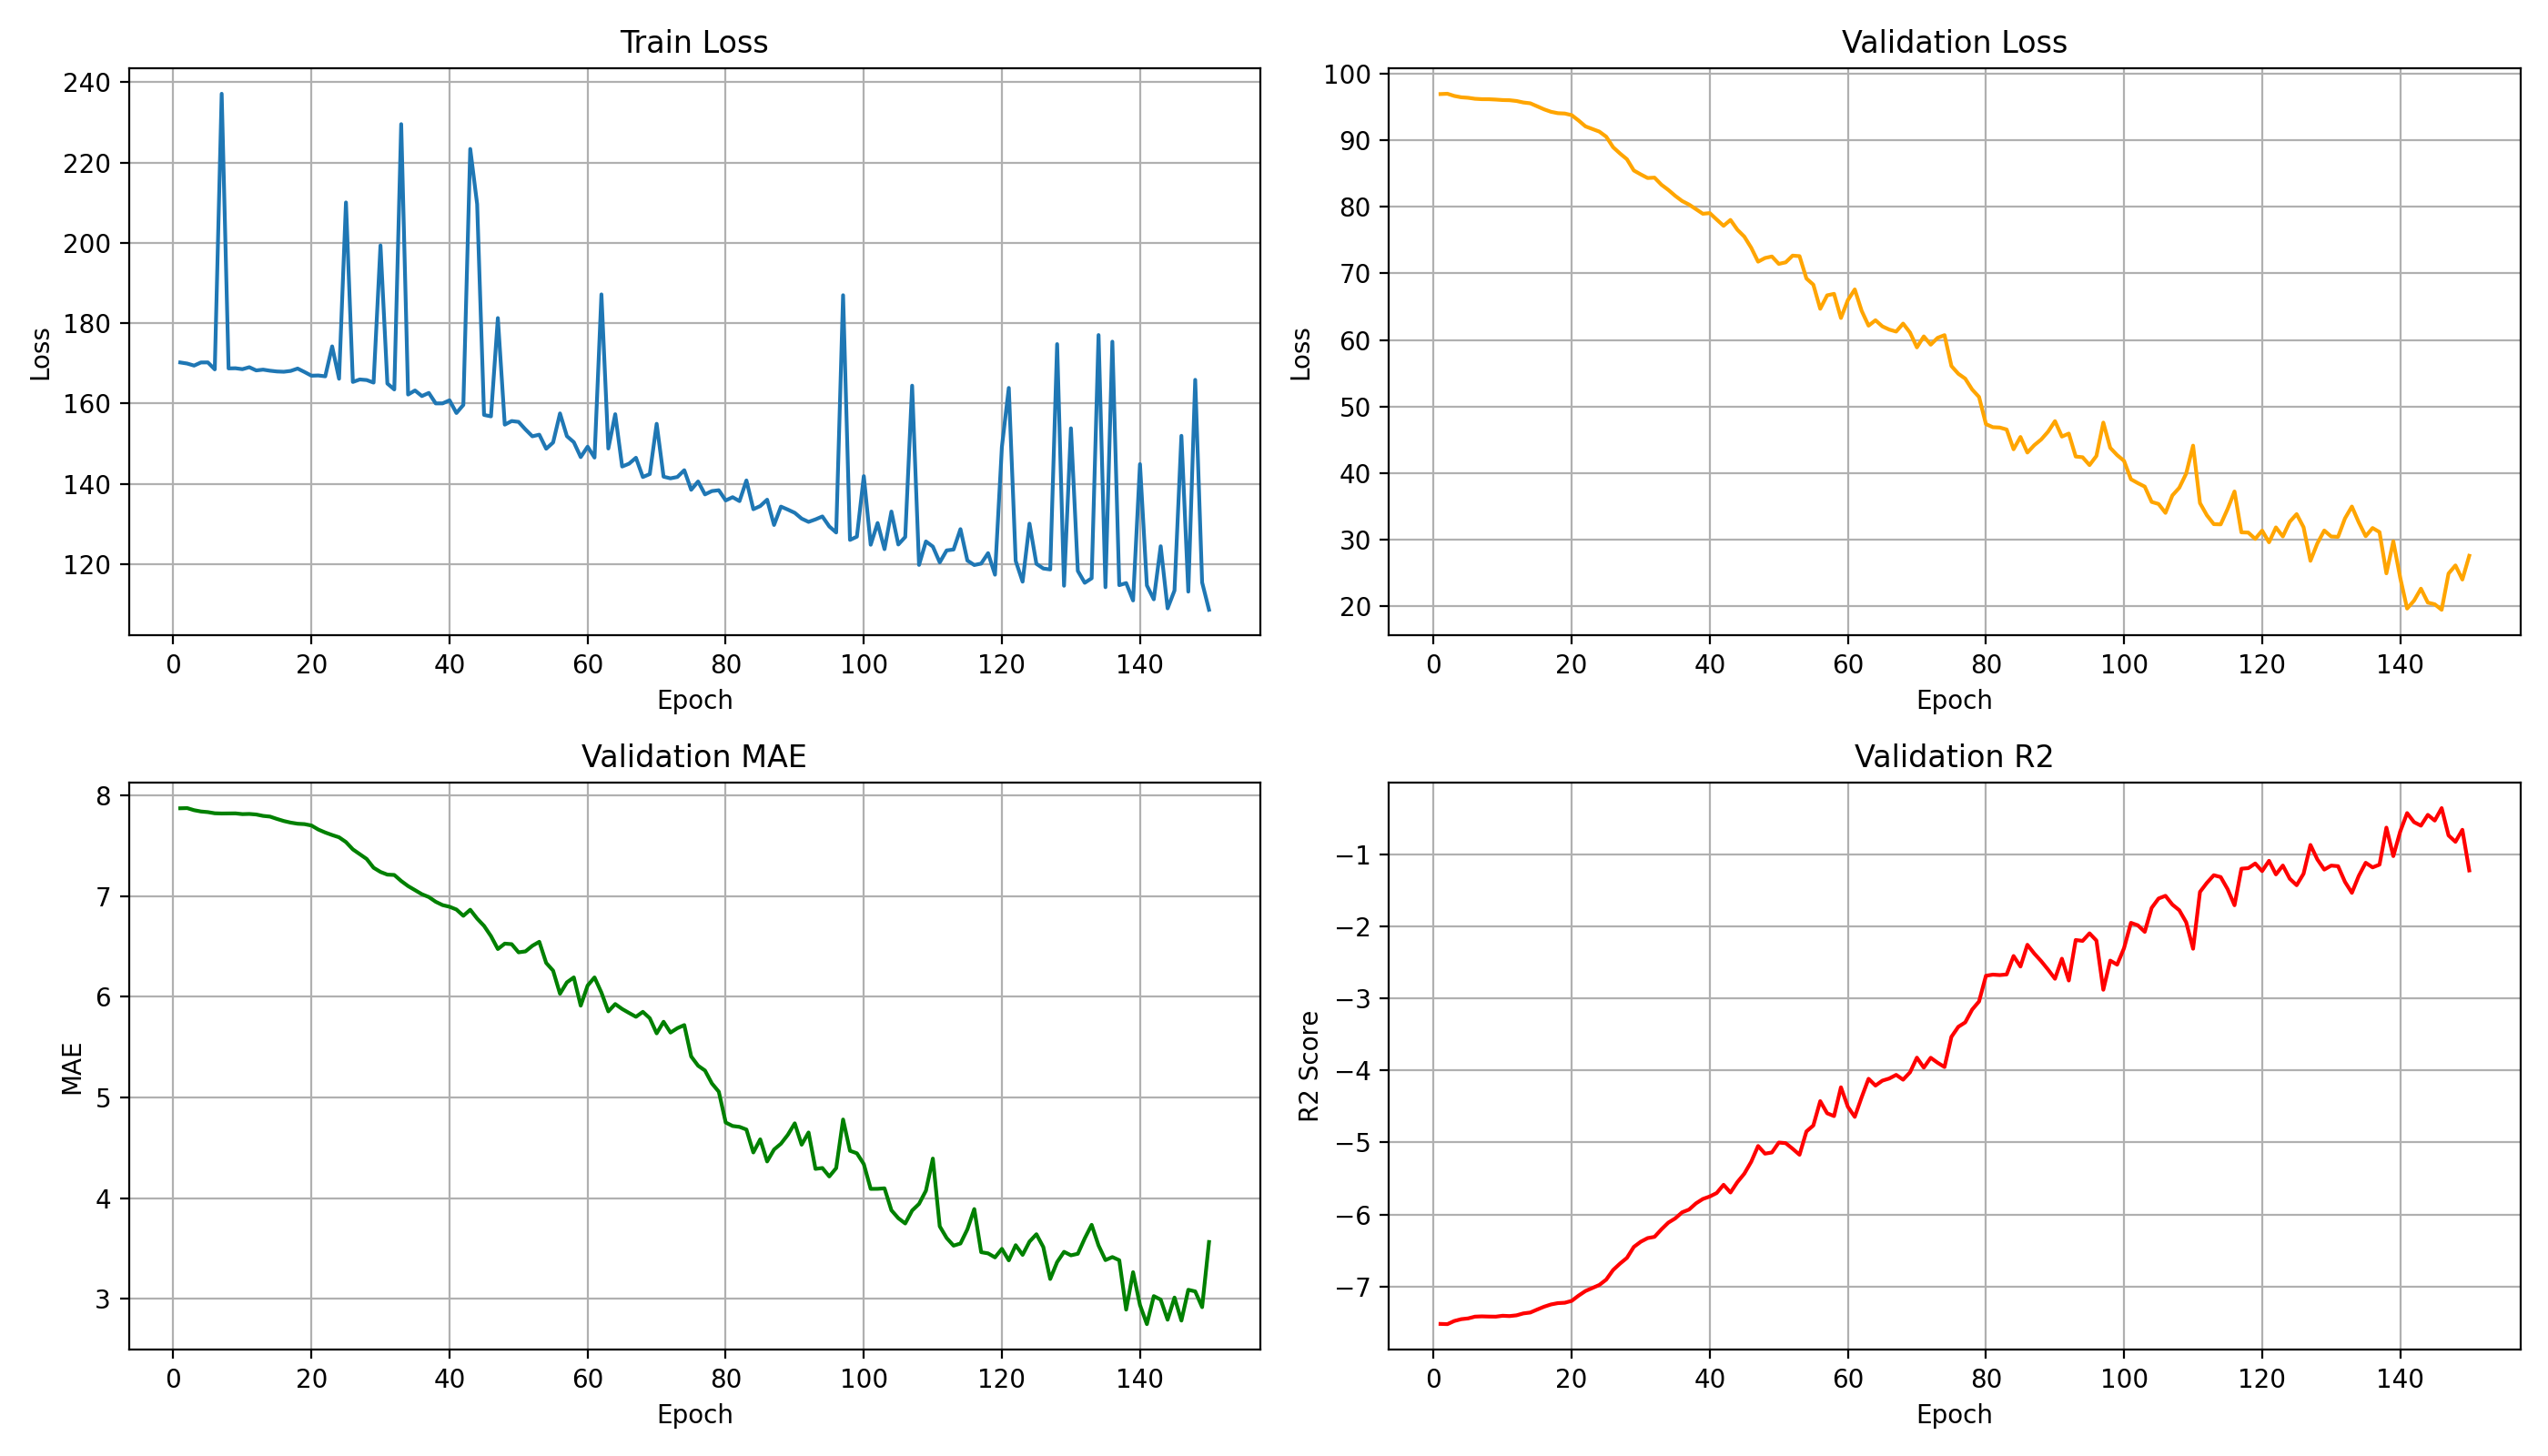 Train Loss
240
220
200
180
160
140
120
Loss
0 20 40 60 80 100 120 140
Epoch
Validation Loss
100
90
80
70
60
50
40
30
20
Loss
0 20 40 60 80 100 120 140
Epoch
Validation MAE
8
7
6
5
4
3
MAE
0 20 40 60 80 100 120 140
Epoch
Validation R2
−1
−2
−3
−4
−5
−6
−7
R2 Score
0 20 40 60 80 100 120 140
Epoch